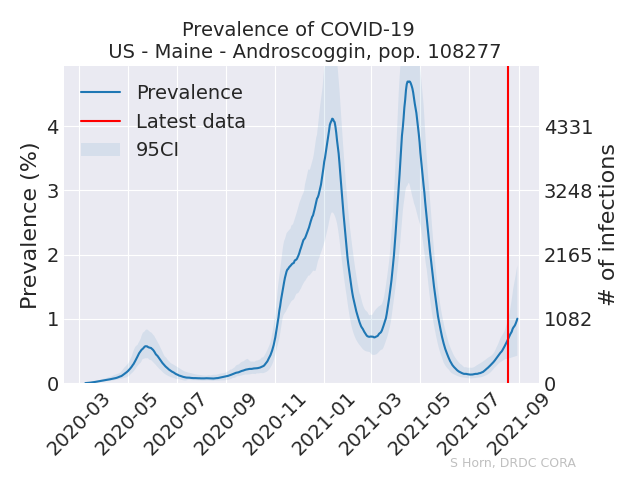 Prevalence of COVID-19
US - Maine - Androscoggin, pop. 108277
Prevalence
Latest data
95CI
Prevalence (%)
4
3
2
1
0
4331
3248
2165
1082
0
# of infections
2020-03
2020-05
2020-07
2020-09
2020-11
2021-01
2021-03
2021-05
2021-07
2021-09
S Horn, DRDC CORA